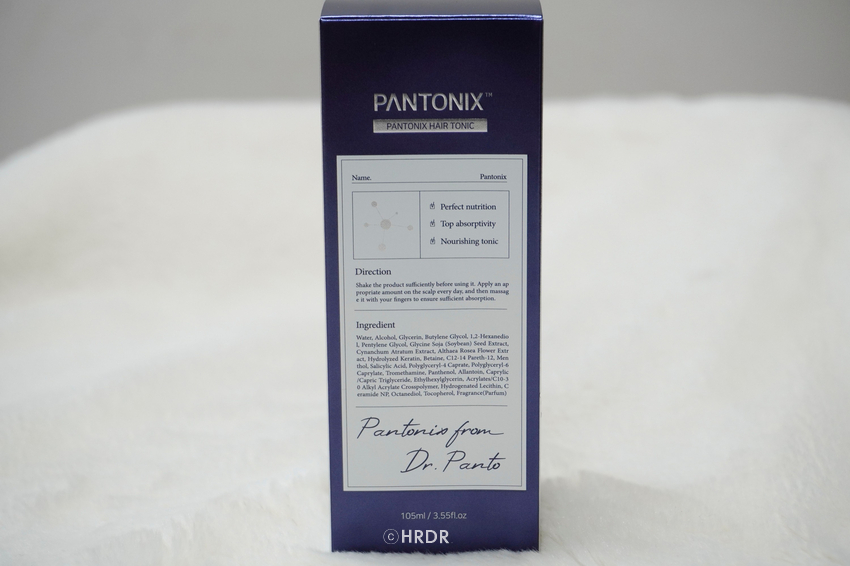 PANTONIX™
PANTONIX HAIR TONIC
Name. Pantonix
Perfect nutrition
Top absorptivity
Nourishing tonic
Direction
Shake the product sufficiently before using it. Apply an ap
propriate amount on the scalp every day, and then manag
e it with your fingers to ensure sufficient absorption.
Ingredient
Water, Alcohol, Glycerin, Butylene Glycol, 1,2-Hexanedio
l, Pentylene Glycol, Glycine Soja (Soybean) Seed Extract,
Cynanchum Atratum Extract, Althaea Rosea Flower Extr
act, Hydrolyzed Keratin, Betaine, C12-14 Pareth-12, Men
thol, Salicylic Acid, Polyglyceryl-4 Caprate, Polyglyceryl-6
Caprylate, Tromethamine, Panthenol, Allantoin, Caprylic
/Capric Triglyceride, Ethylhexylglycerin, Acrylates/C10-3
0 Alkyl Acrylate Crosspolymer, Hydrogenated Lecithin, C
eramide NP, Octanediol, Tocopherol, Fragrance(Parfum)
Pantonix from
Dr. Panto
105ml / 3.55fl.oz
©HRDR